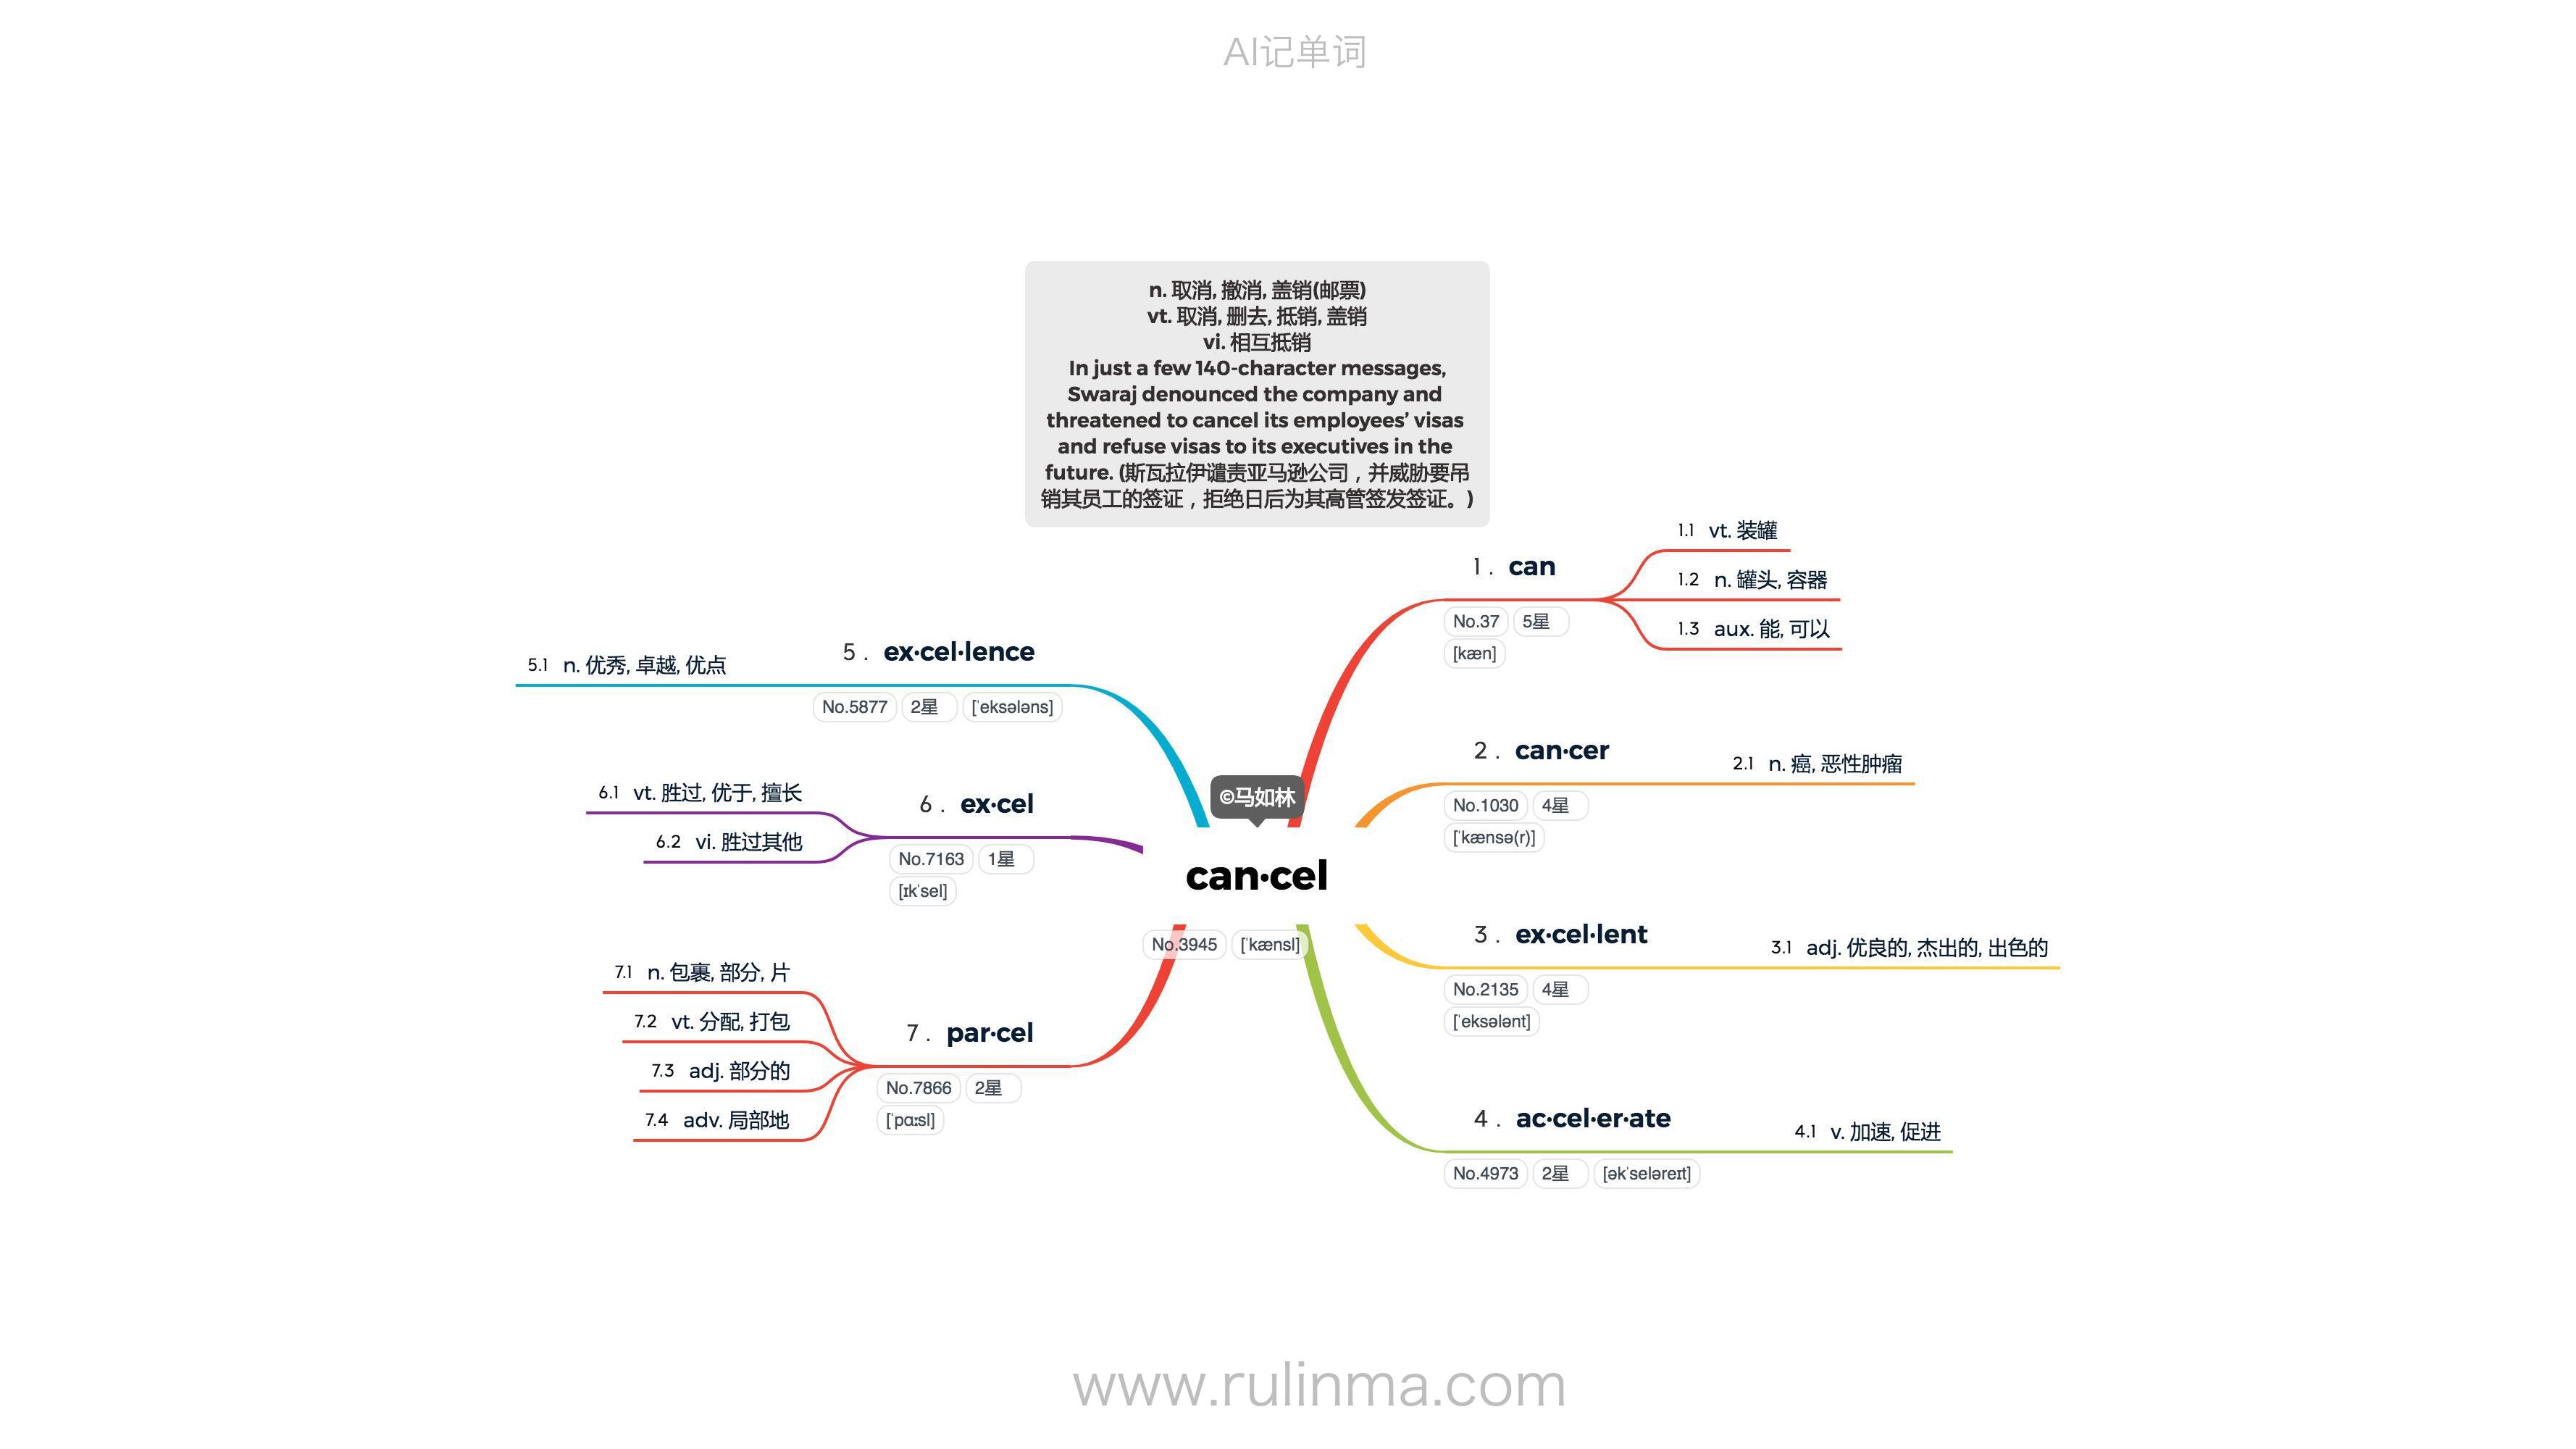 AI记单词
n. 取消, 撤消, 盖销(邮票)
vt. 取消, 删去, 抵销, 盖销
vi. 相互抵销
In just a few 140-character messages,
Swaraj denounced the company and
threatened to cancel its employees’ visas
and refuse visas to its executives in the
future. (斯瓦拉伊谴责亚马逊公司，并威胁要吊
销其员工的签证，拒绝日后为其高管签发签证。)
©马如林
can·cel
No.3945 [ˈkænsl]
1. can
No.37 5星
[kæn]
1.1 vt. 装罐
1.2 n. 罐头, 容器
1.3 aux. 能, 可以
2. can·cer
No.1030 4星
[ˈkænsə(r)]
2.1 n. 癌, 恶性肿瘤
3. ex·cel·lent
No.2135 4星
[ˈeksələnt]
3.1 adj. 优良的, 杰出的, 出色的
4. ac·cel·er·ate
No.4973 2星 [əkˈseləreɪt]
4.1 v. 加速, 促进
5. ex·cel·lence
No.5877 2星 [ˈeksələns]
5.1 n. 优秀, 卓越, 优点
6. ex·cel
No.7163 1星
[ɪkˈsel]
6.1 vt. 胜过, 优于, 擅长
6.2 vi. 胜过其他
7. par·cel
No.7866 2星
[ˈpɑːsl]
7.1 n. 包裹, 部分, 片
7.2 vt. 分配, 打包
7.3 adj. 部分的
7.4 adv. 局部地
www.rulinma.com